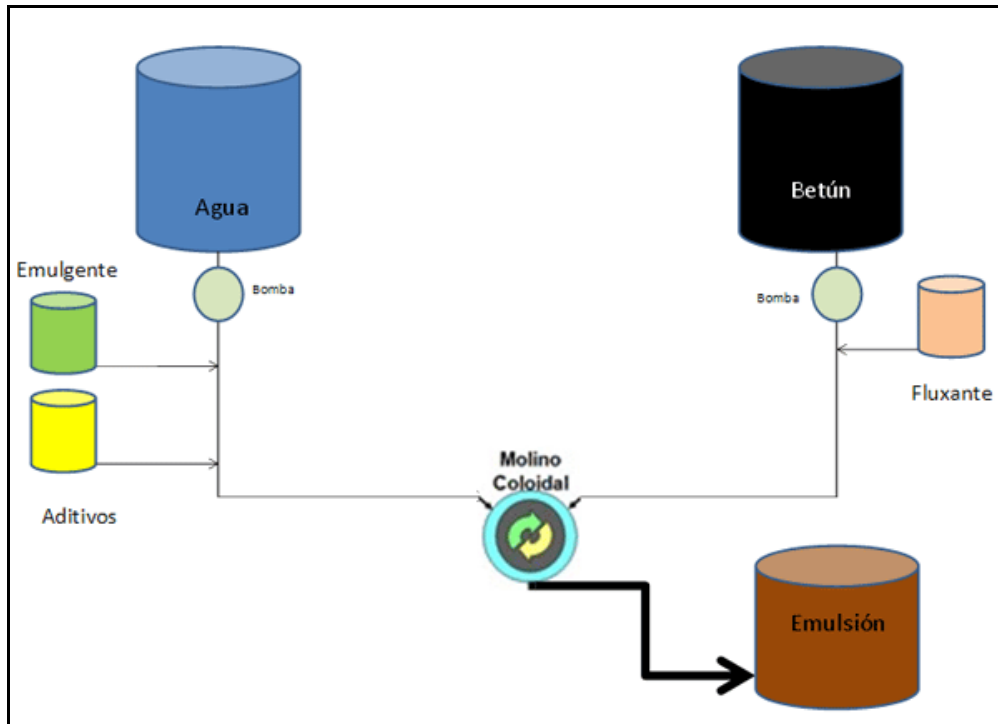 Agua
Betún
Emulgente
Bomba
Bomba
Fluxante
Aditivos
Molino
Coloidal
Emulsión